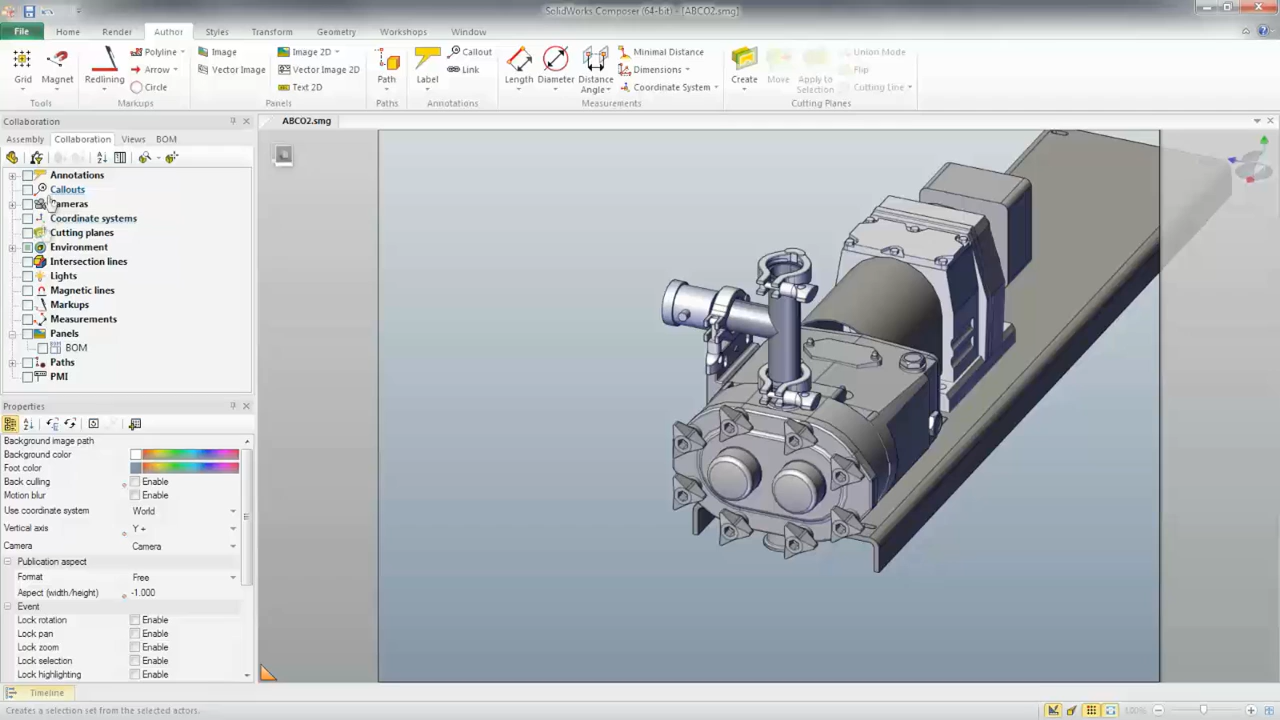 SolidWorks Composer (64-bit) - [ABCO2.smg]
File Home Render Author Styles Transform Geometry Workshops Window
Grid Magnet Redlining Polyline Arrow Circle
Image Vector Image Image 2D Vector Image 2D Text 2D
Path Label Callout Link
Length Diameter Distance Angle Minimal Distance Dimensions Coordinate System
Create Move Apply to Selection Union Mode Flip Cutting Line
Tools Markups Panels Paths Annotations Measurements Cutting Planes
Collaboration
ABCO2.smg
Assembly Collaboration Views BOM
Annotations
Callouts
Cameras
Coordinate systems
Cutting planes
Environment
Intersection lines
Lights
Magnetic lines
Markups
Measurements
Panels
BOM
Paths
PMI
Properties
Background image path
Background color
Foot color
Back culling Enable
Motion blur Enable
Use coordinate system World
Vertical axis Y +
Camera Camera
Publication aspect
Format Free
Aspect (width/height) -1.000
Event
Lock rotation Enable
Lock pan Enable
Lock zoom Enable
Lock selection Enable
Lock highlighting Enable
Timeline
Creates a selection set from the selected actors.
100%